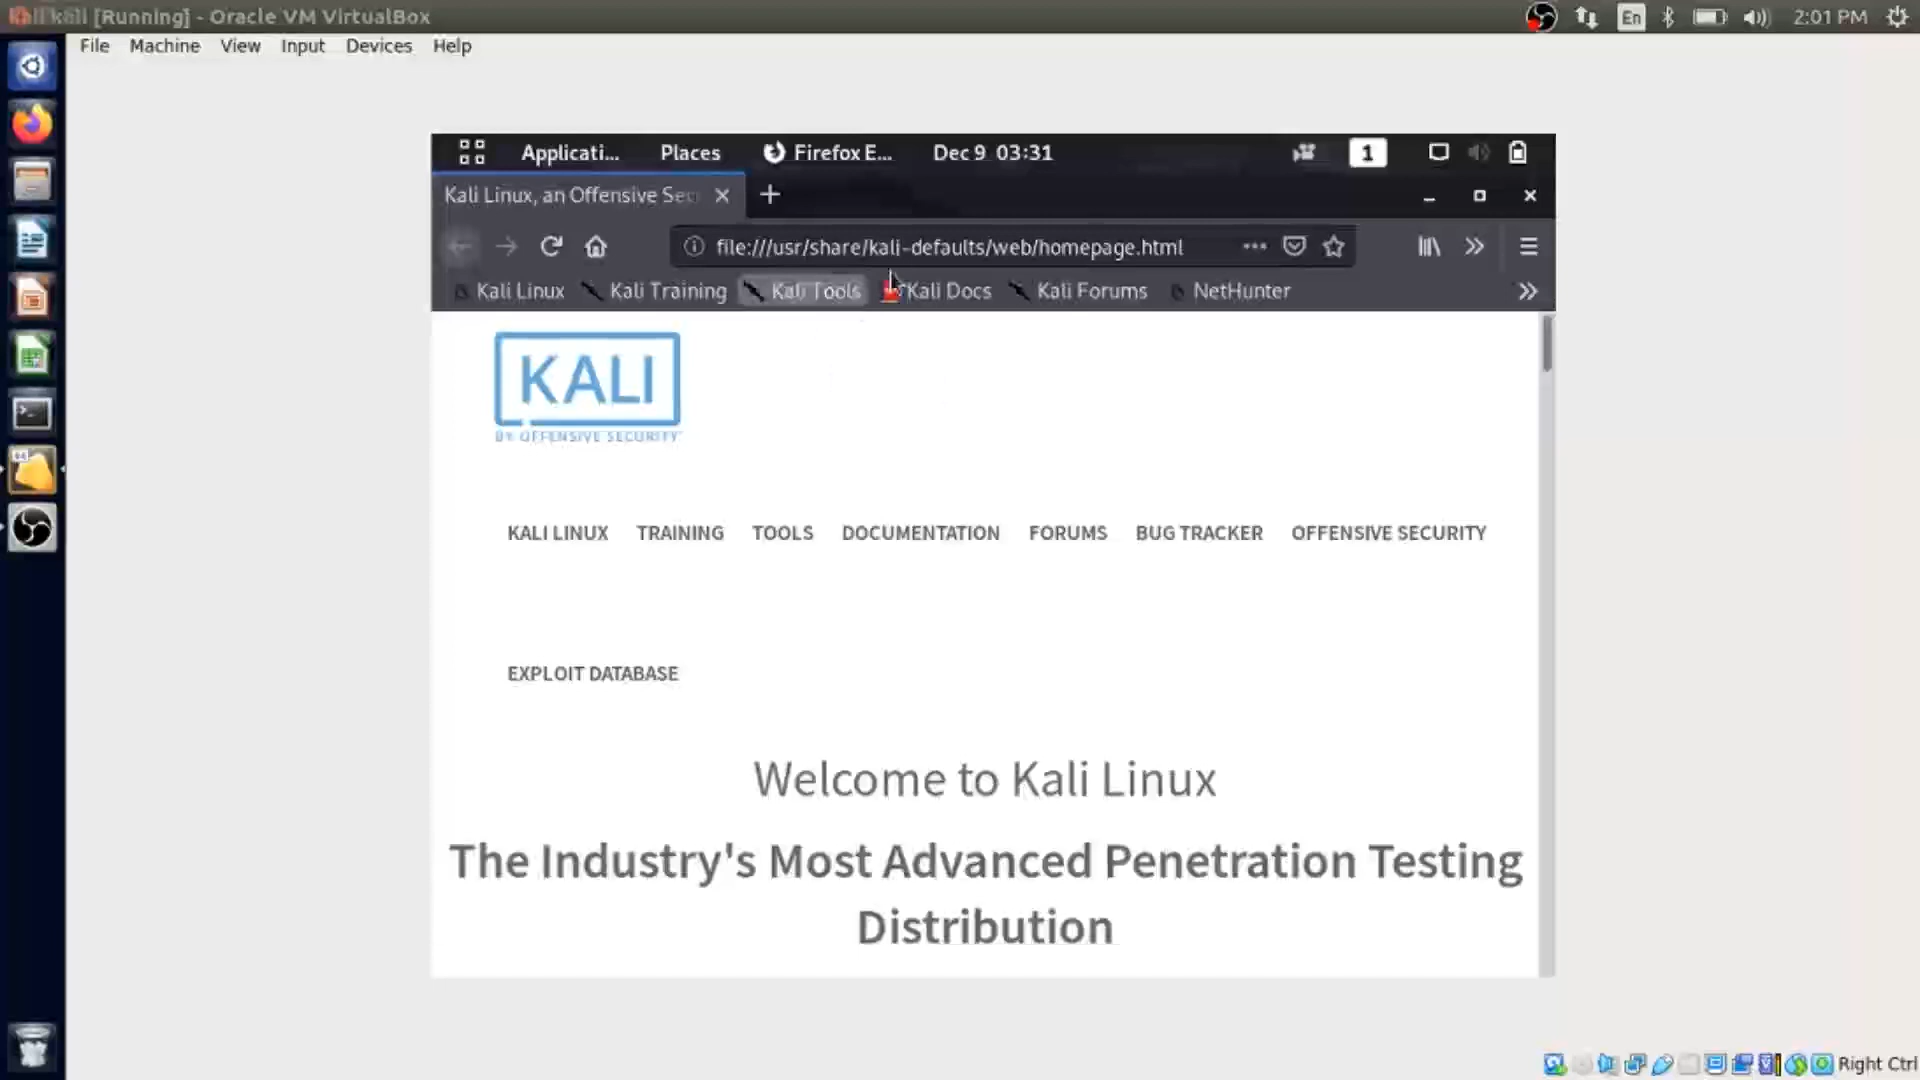 kali [Running] - Oracle VM VirtualBox
En
2:01 PM
File Machine View Input Devices Help
Applicati... Places Firefox E... Dec 9 03:31 1
Kali Linux, an Offensive Sec
file:///usr/share/kali-defaults/web/homepage.html
Kali Linux Kali Training Kali Tools Kali Docs Kali Forums NetHunter
KALI
BY OFFENSIVE SECURITY
KALI LINUX TRAINING TOOLS DOCUMENTATION FORUMS BUG TRACKER OFFENSIVE SECURITY
EXPLOIT DATABASE
Welcome to Kali Linux
The Industry's Most Advanced Penetration Testing
Distribution
Right Ctrl